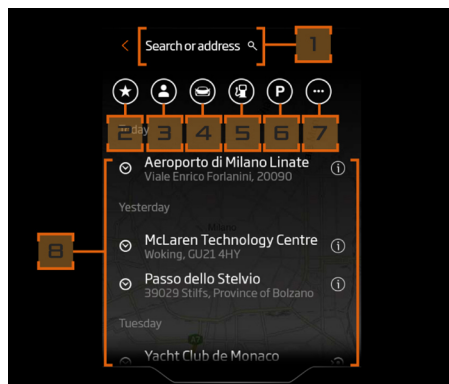 Search or address
1
P
2
3
4
5
6
7
Today
Aeroporto di Milano Linate
Viale Enrico Forlanini, 20090
Yesterday
Milano
8
McLaren Technology Centre
Woking, GU21 4HY
Passo dello Stelvio
39029 Stilfs, Province of Bolzano
Tuesday
Yacht Club de Monaco